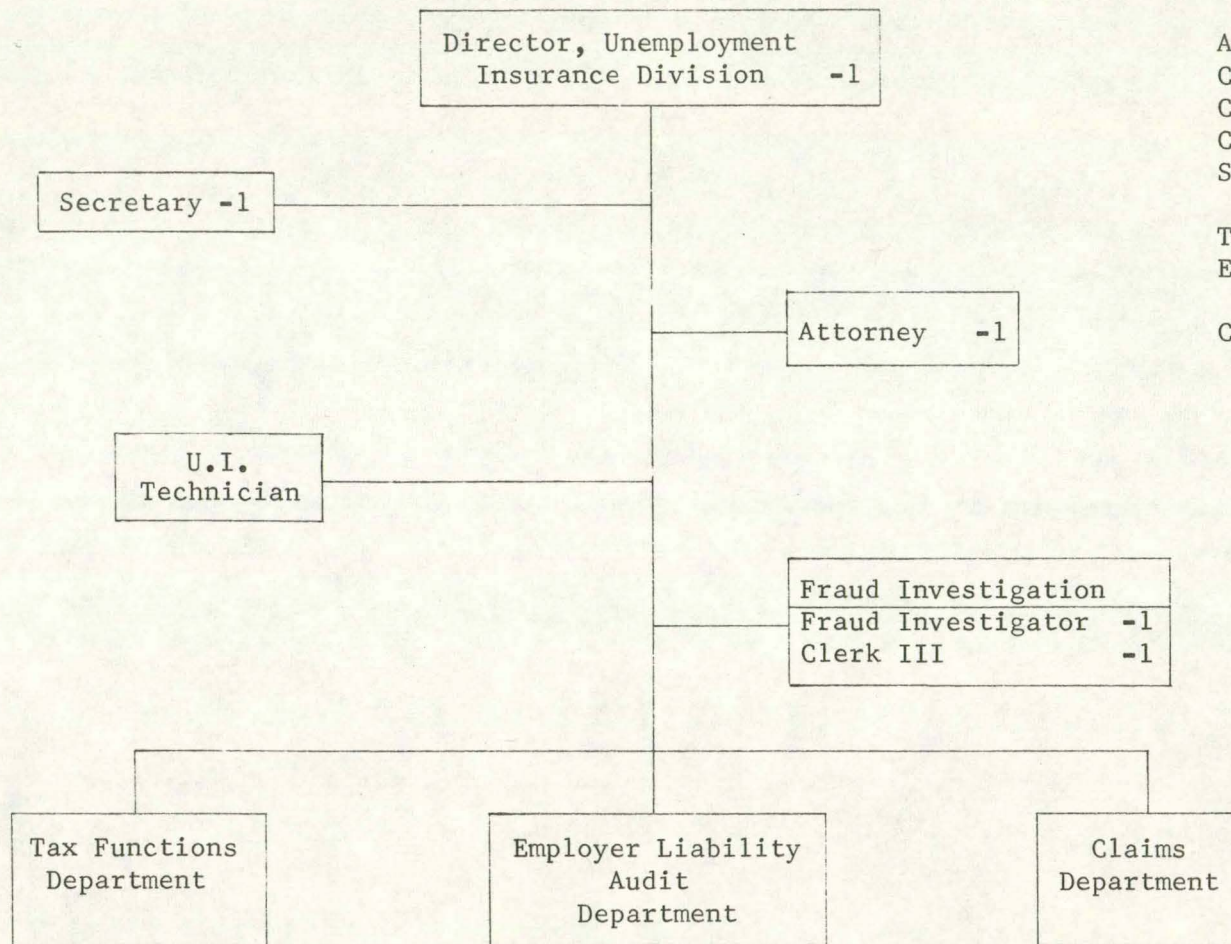 Director, Unemployment
Insurance Division -1
Secretary -1
Attorney -1
U.I.
Technician
Fraud Investigation
Fraud Investigator -1
Clerk III -1
Tax Functions
Department
Employer Liability
Audit
Department
Claims
Department